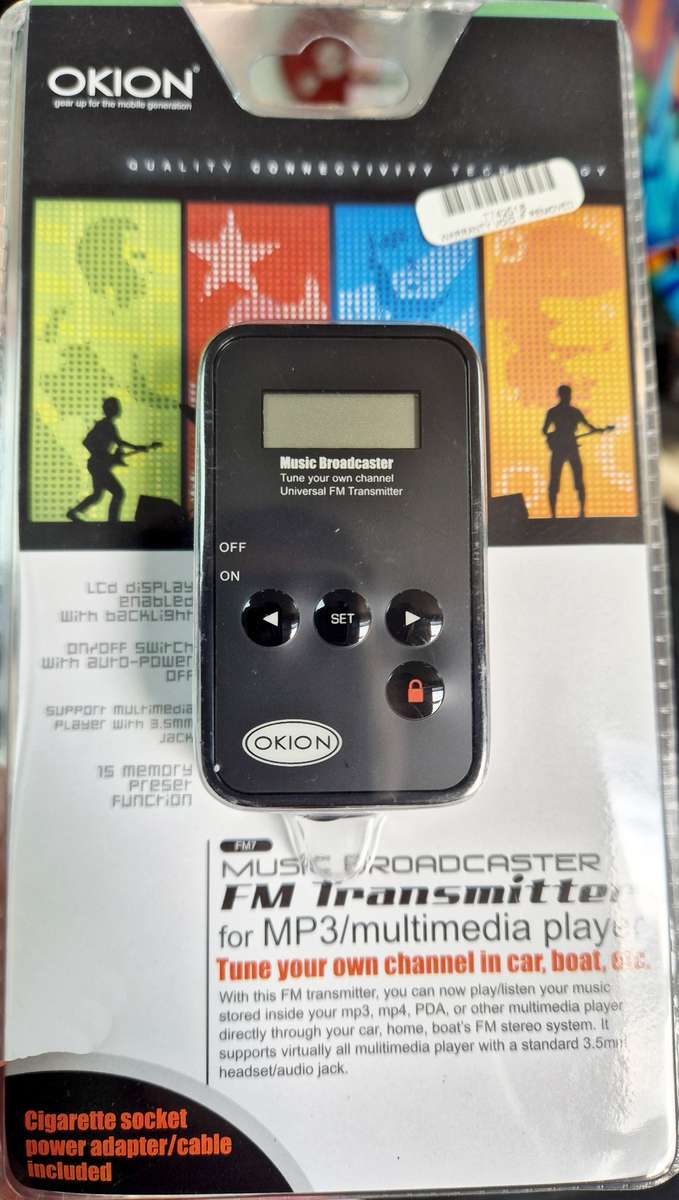 OKION®
gear up for the mobile generation
QUALITY CONNECTIVITY TECHNOLOGY
T742018
WARRANTY VOID IF REMOVED
Music Broadcaster
Tune your own channel
Universal FM Transmitter
OFF
ON
SET
OKION
LCD DISPLAY
ENABLED
WITH BACKLIGHT
ON/OFF SWITCH
WITH AUTO-POWER
OFF
SUPPORT MULTIMEDIA
PLAYER WITH 3.5MM
JACK
15 MEMORY
PRESET
FUNCTION
FM7
MUSIC BROADCASTER
FM Transmitter
for MP3/multimedia player
Tune your own channel in car, boat, etc.
With this FM transmitter, you can now play/listen your music
stored inside your mp3, mp4, PDA, or other multimedia player
directly through your car, home, boat's FM stereo system. It
supports virtually all mulitimedia player with a standard 3.5mm
headset/audio jack.
Cigarette socket
power adapter/cable
included